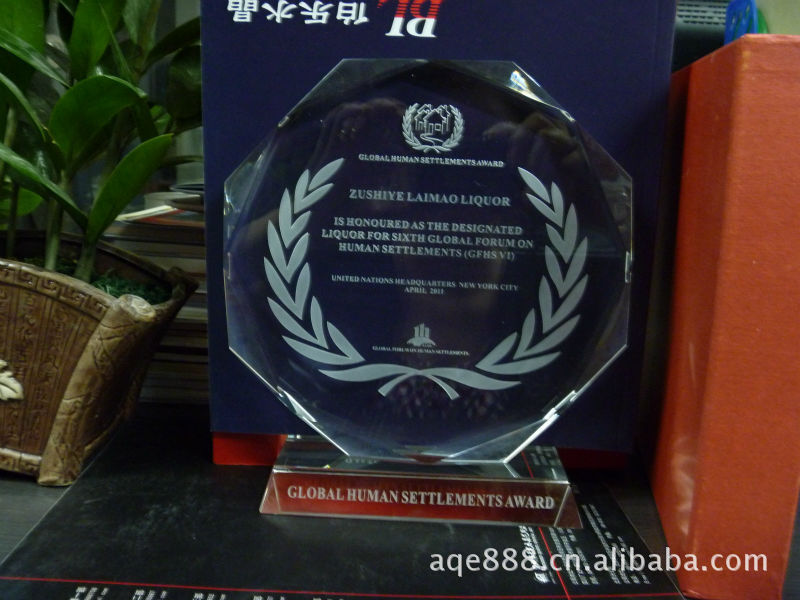 伯乐水晶 BL
GLOBAL HUMAN SETTLEMENTS AWARD
ZUSHIYE LAIMAO LIQUOR
IS HONOURED AS THE DESIGNATED
LIQUOR FOR SIXTH GLOBAL FORUM ON
HUMAN SETTLEMENTS (GFHS VI)
UNITED NATIONS HEADQUARTERS NEW YORK CITY
APRIL 2011
GLOBAL FORUM ON HUMAN SETTLEMENTS
GLOBAL HUMAN SETTLEMENTS AWARD
aqe888.cn.alibaba.com